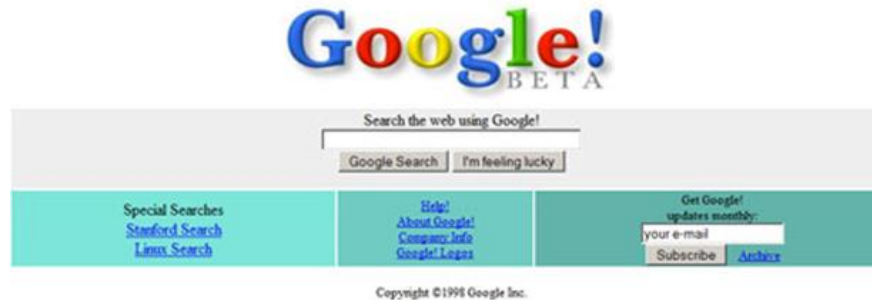 Google!
BETA
Search the web using Google!
Google Search I'm feeling lucky
Special Searches
Stanford Search
Linux Search
Help!
About Google!
Company Info
Google! Logos
Get Google!
updates monthly:
your e-mail
Subscribe Archive
Copyright ©1998 Google Inc.